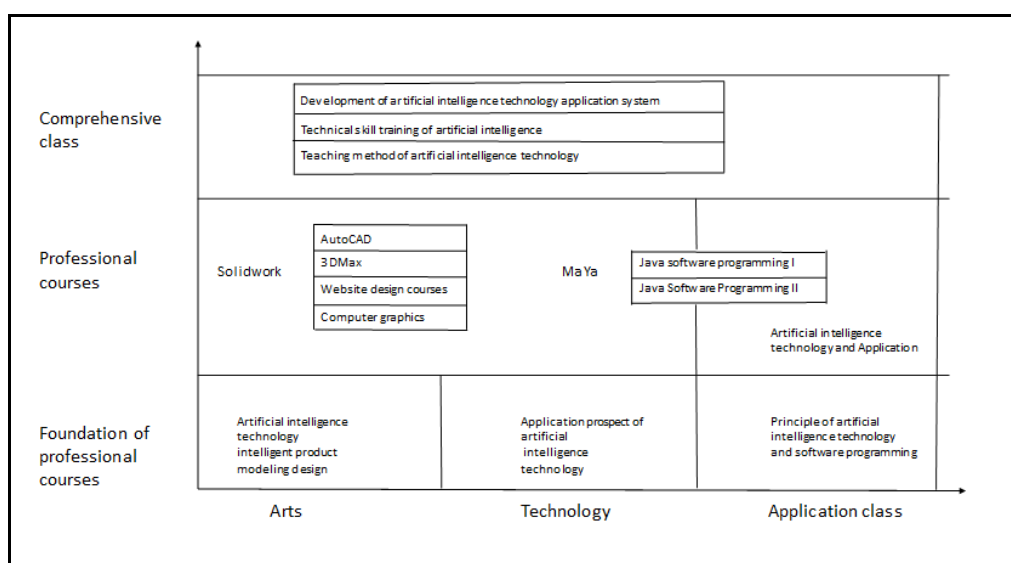 Comprehensive
class
Development of artificial intelligence technology application system
Technical skill training of artificial intelligence
Teaching method of artificial intelligence technology
Professional
courses
Solidwork
AutoCAD
3DMax
Website design courses
Computer graphics
MaYa
Java software programming I
Java Software Programming II
Artificial intelligence
technology and Application
Foundation of
professional
courses
Artificial intelligence
technology
intelligent product
modeling design
Application prospect of
artificial
intelligence
technology
Principle of artificial
intelligence technology
and software programming
Arts
Technology
Application class